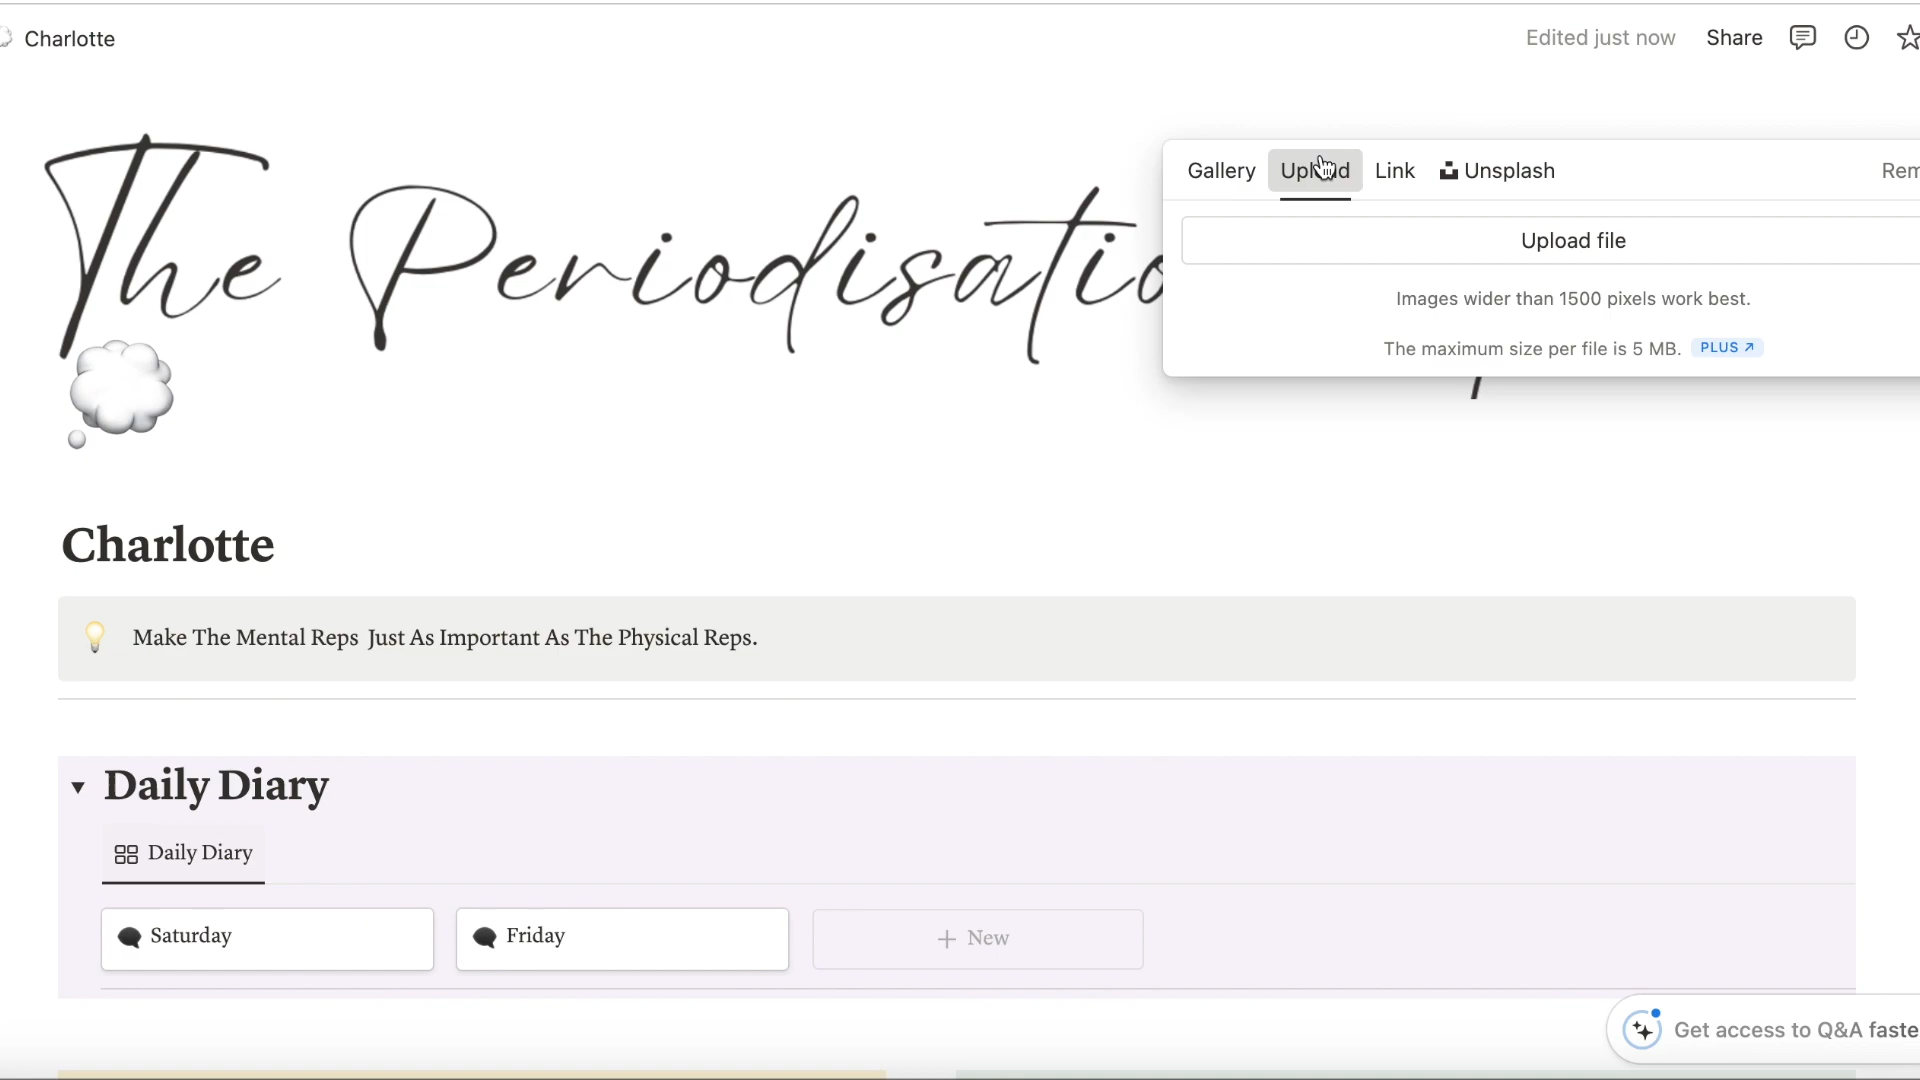 Charlotte
Edited just now
Share
The
Gallery
Upload
Link
Unsplash
Upload file
Images wider than 1500 pixels work best.
The maximum size per file is 5 MB.
PLUS ↗
Charlotte
Make The Mental Reps Just As Important As The Physical Reps.
Daily Diary
Daily Diary
Saturday
Friday
+ New
Get access to Q&A faste